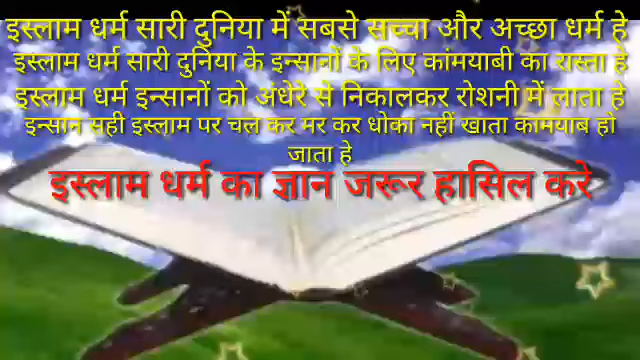 इस्लाम धर्म सारी दुनिया में सबसे सच्चा और अच्छा धर्म हे
इस्लाम धर्म सारी दुनिया के इन्सानों के लिए कांमयाबी का रास्ता हे
इस्लाम धर्म इन्सानों को अंधेरे से निकालकर रोशनी में लाता हे
इन्सान सही इस्लाम पर चल कर मर कर धोका नहीं खाता कामयाब हो
जाता हे
इस्लाम धर्म का ज्ञान जरूर हासिल करे